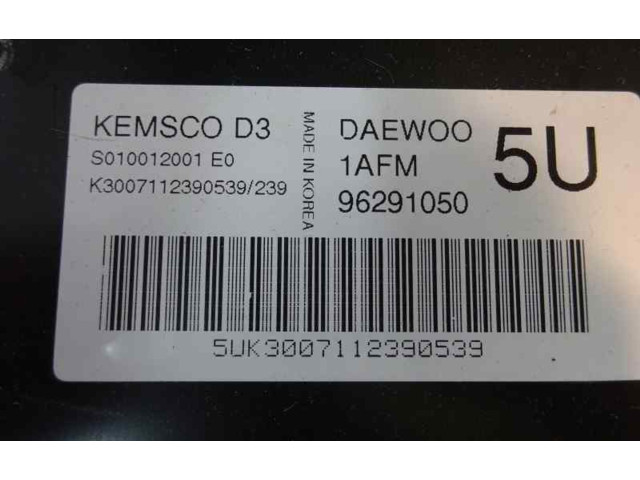 KEMSCO D3
S010012001 E0
K3007112390539/239
MADE IN KOREA
DAEWOO
1AFM
96291050
5U
5UK3007112390539